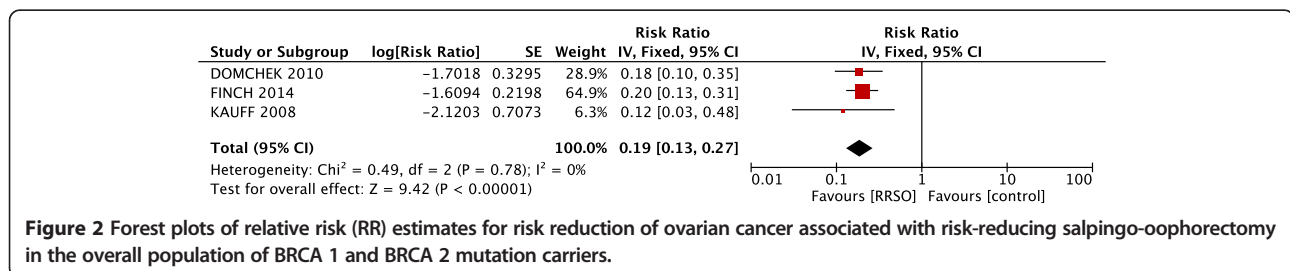 Risk Ratio Risk Ratio
Study or Subgroup log[Risk Ratio] SE Weight IV, Fixed, 95% CI IV, Fixed, 95% CI
DOMCHEK 2010 −1.7018 0.3295 28.9% 0.18 [0.10, 0.35]
FINCH 2014 −1.6094 0.2198 64.9% 0.20 [0.13, 0.31]
KAUFF 2008 −2.1203 0.7073 6.3% 0.12 [0.03, 0.48]
Total (95% CI) 100.0% 0.19 [0.13, 0.27]
Heterogeneity: Chi² = 0.49, df = 2 (P = 0.78); I² = 0%
Test for overall effect: Z = 9.42 (P < 0.00001)
0.01 0.1 1 10 100
Favours [RRSO] Favours [control]
Figure 2 Forest plots of relative risk (RR) estimates for risk reduction of ovarian cancer associated with risk-reducing salpingo-oophorectomy
in the overall population of BRCA 1 and BRCA 2 mutation carriers.